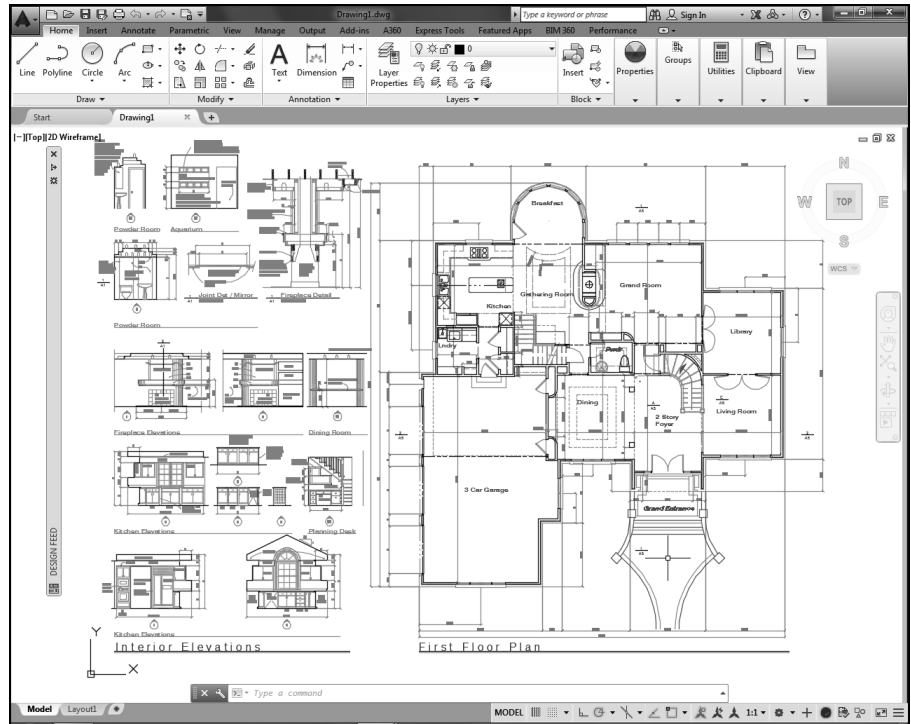 Drawing1.dwg
Type a keyword or phrase
Sign In
Home Insert Annotate Parametric View Manage Output Add-ins A360 Express Tools Featured Apps BIM 360 Performance
Line Polyline Circle Arc Text Dimension Layer Properties 0 Insert Properties Groups Utilities Clipboard View
Draw Modify Annotation Layers Block
Start Drawing1
[-][Top][2D Wireframe]
N
W TOP E
S
WCS
Powder Room Aquarium
Joint Det / Mirror Fireplace Detail
Powder Room
Fireplace Elevations Dining Room
Kitchen Elevations Planning Desk
Kitchen Elevations
Interior Elevations
Breakfast
Grand Room
Gathering Room
Kitchen
Library
Lndry
Dining
2 Story
Foyer
Living Room
3 Car Garage
Grand Entrance
First Floor Plan
DESIGN FEED
Y
X
Type a command
Model Layout1
MODEL 1:1